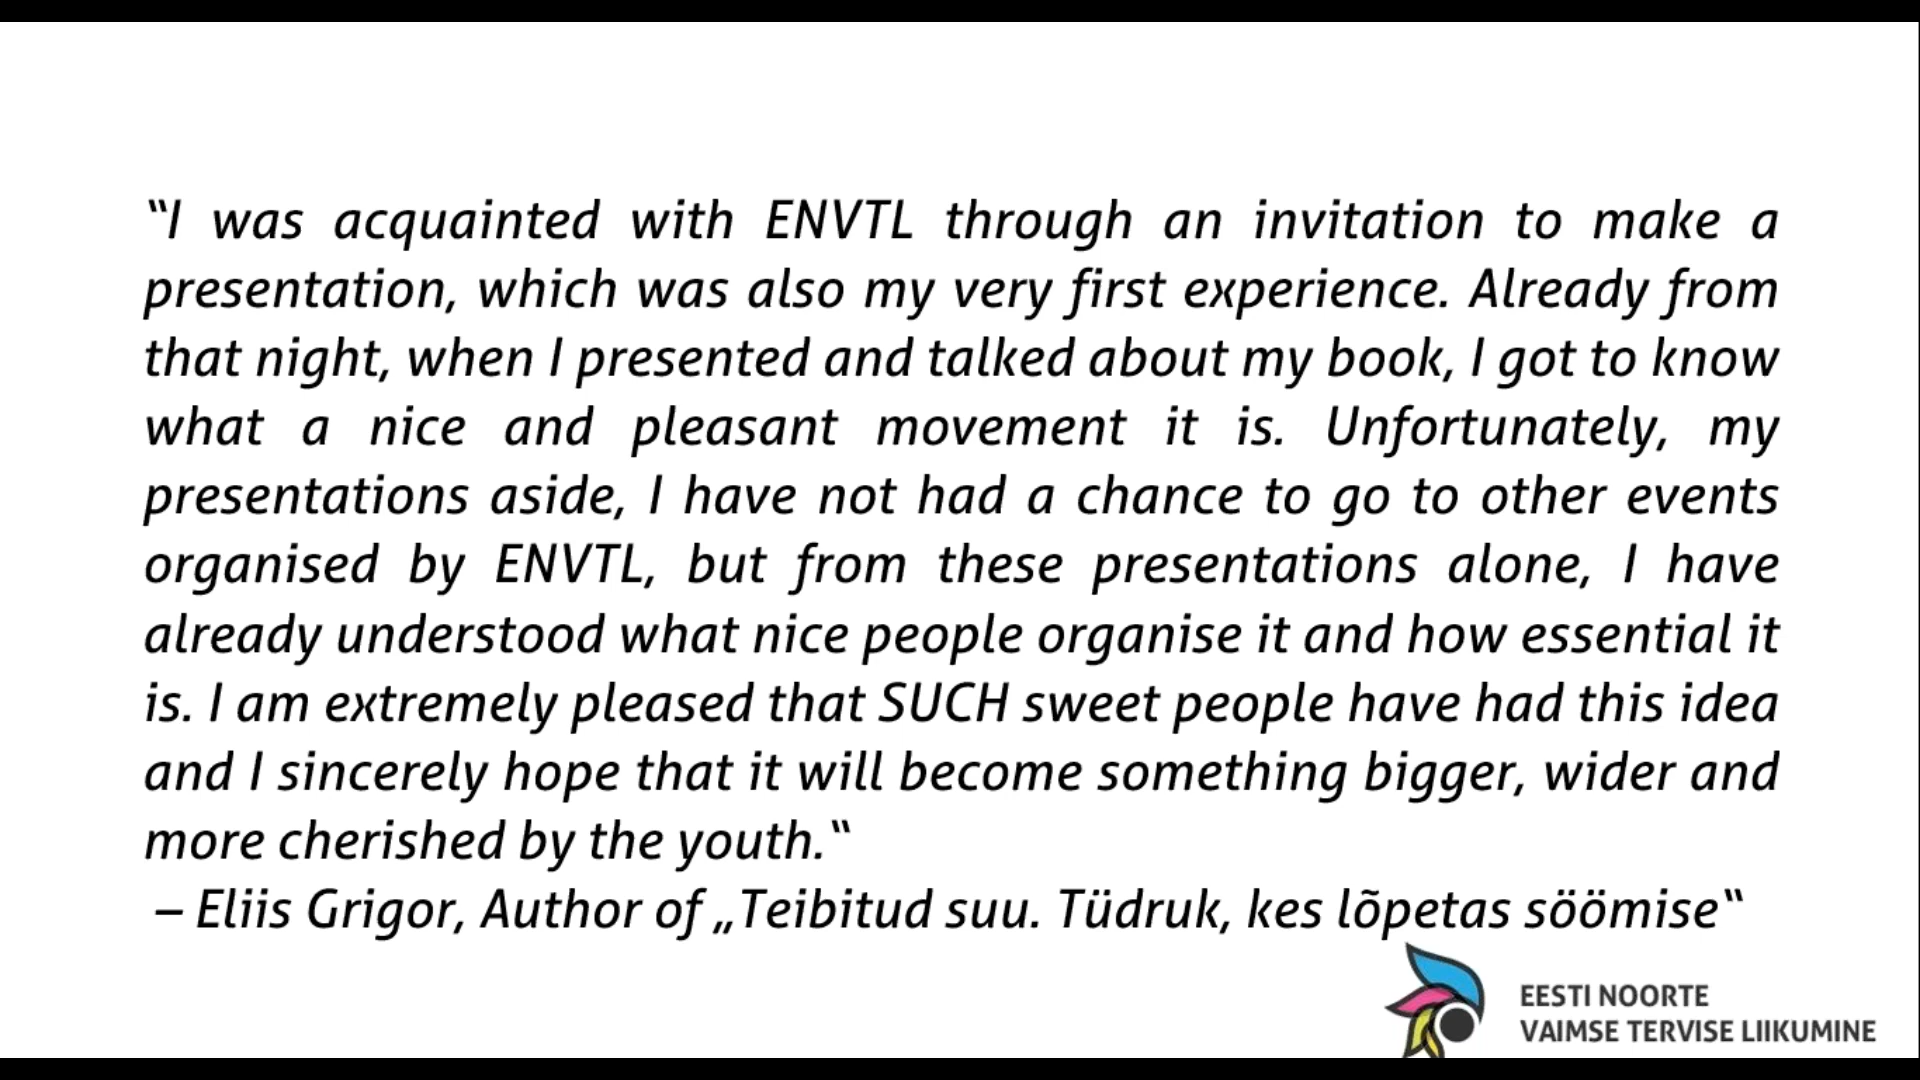 “I was acquainted with ENVTL through an invitation to make a
presentation, which was also my very first experience. Already from
that night, when I presented and talked about my book, I got to know
what a nice and pleasant movement it is. Unfortunately, my
presentations aside, I have not had a chance to go to other events
organised by ENVTL, but from these presentations alone, I have
already understood what nice people organise it and how essential it
is. I am extremely pleased that SUCH sweet people have had this idea
and I sincerely hope that it will become something bigger, wider and
more cherished by the youth.“
– Eliis Grigor, Author of „Teibitud suu. Tüdruk, kes lõpetas söömise“
EESTI NOORTE
VAIMSE TERVISE LIIKUMINE